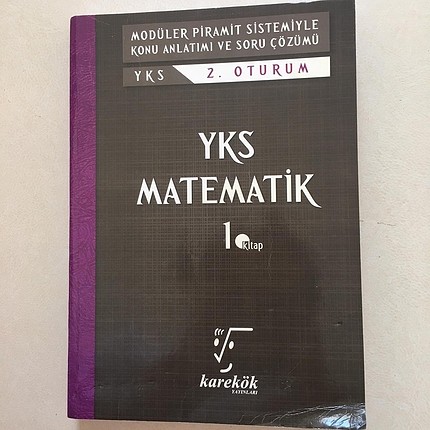 MODÜLER PİRAMİT SİSTEMİYLE
KONU ANLATIMI VE SORU ÇÖZÜMÜ
YKS 2. OTURUM
YKS
MATEMATİK
1. kitap
karekök
YAYINLARI